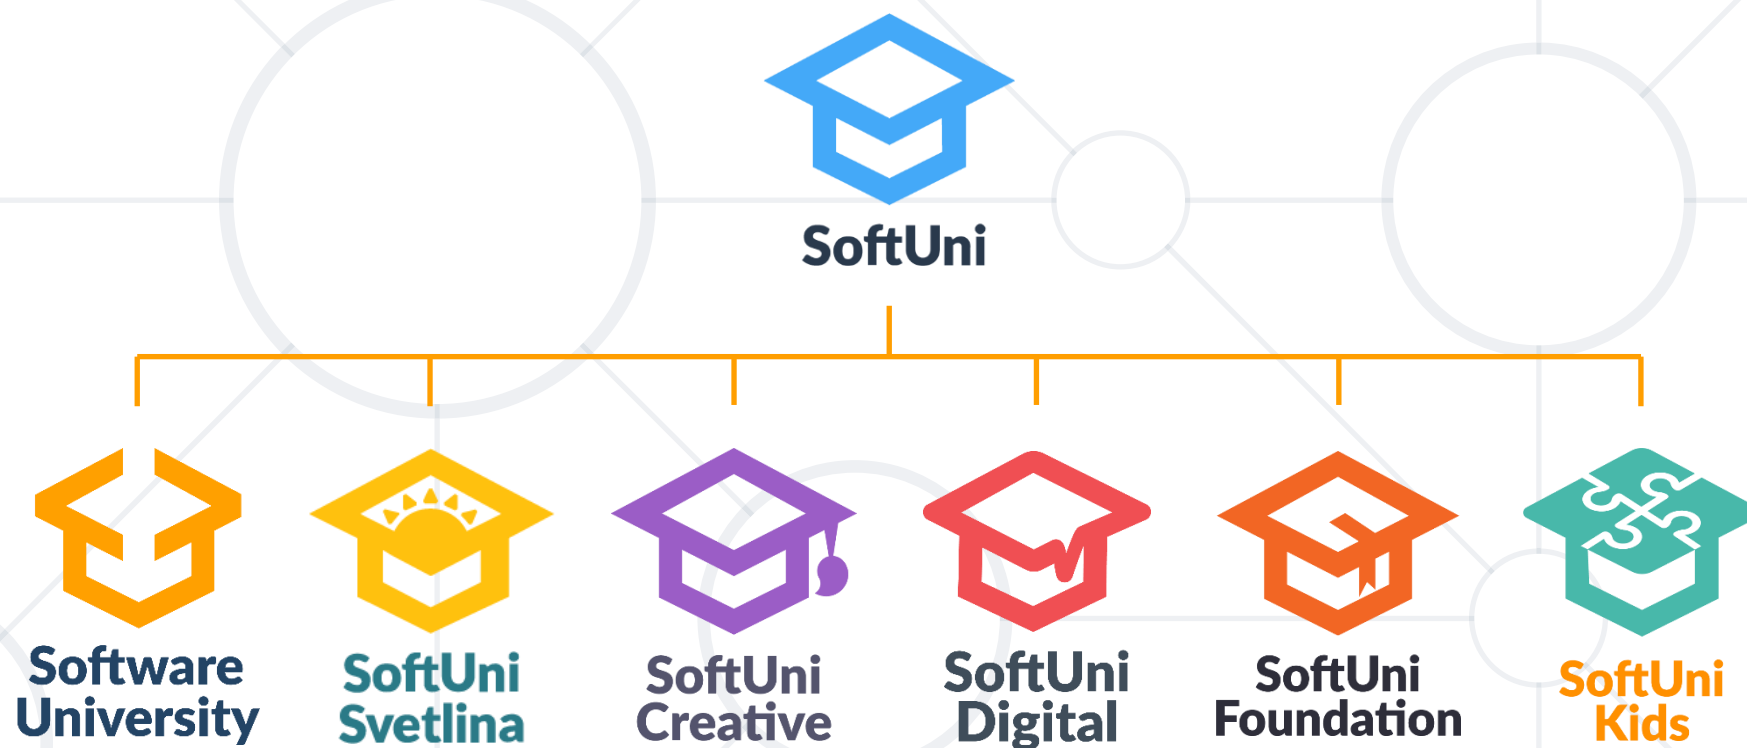 SoftUni
Software
University
SoftUni
Svetlina
SoftUni
Creative
SoftUni
Digital
SoftUni
Foundation
SoftUni
Kids